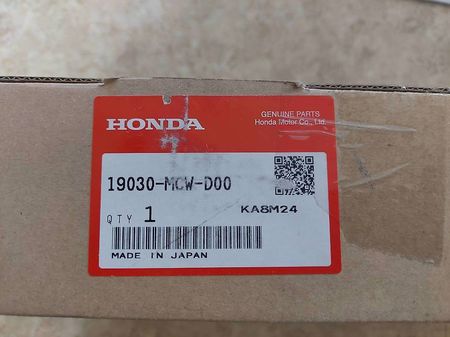 HONDA
GENUINE PARTS
Honda Motor Co., Ltd.
19030-MCW-D00
QTY 1
KA8M24
MADE IN JAPAN